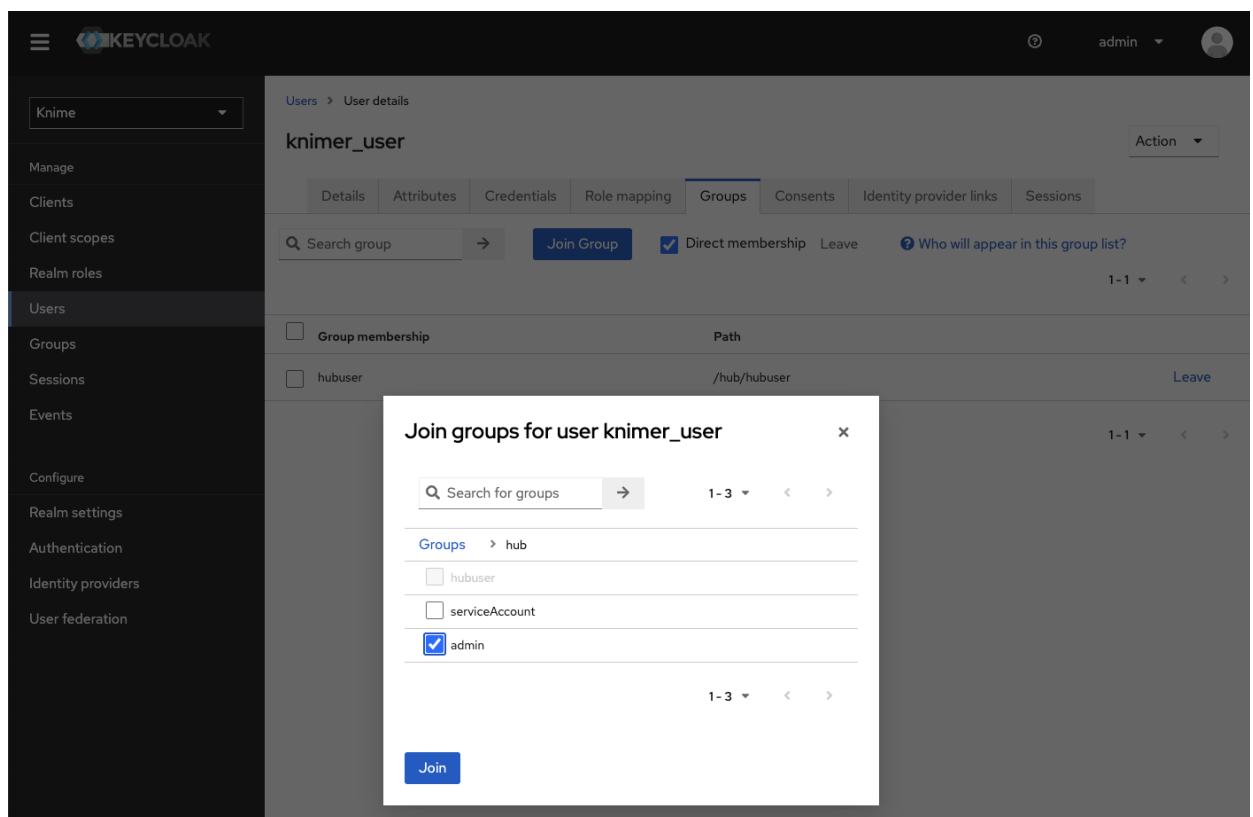 KEYCLOAK
admin
Knime
Manage
Clients
Client scopes
Realm roles
Users
Groups
Sessions
Events
Configure
Realm settings
Authentication
Identity providers
User federation
Users > User details
knimer_user
Action
Details Attributes Credentials Role mapping Groups Consents Identity provider links Sessions
Search group Join Group Direct membership Leave Who will appear in this group list?
1 - 1
Group membership Path
hubuser /hub/hubuser Leave
1 - 1
Join groups for user knimer_user
Search for groups 1 - 3
Groups > hub
hubuser
serviceAccount
admin
1 - 3
Join